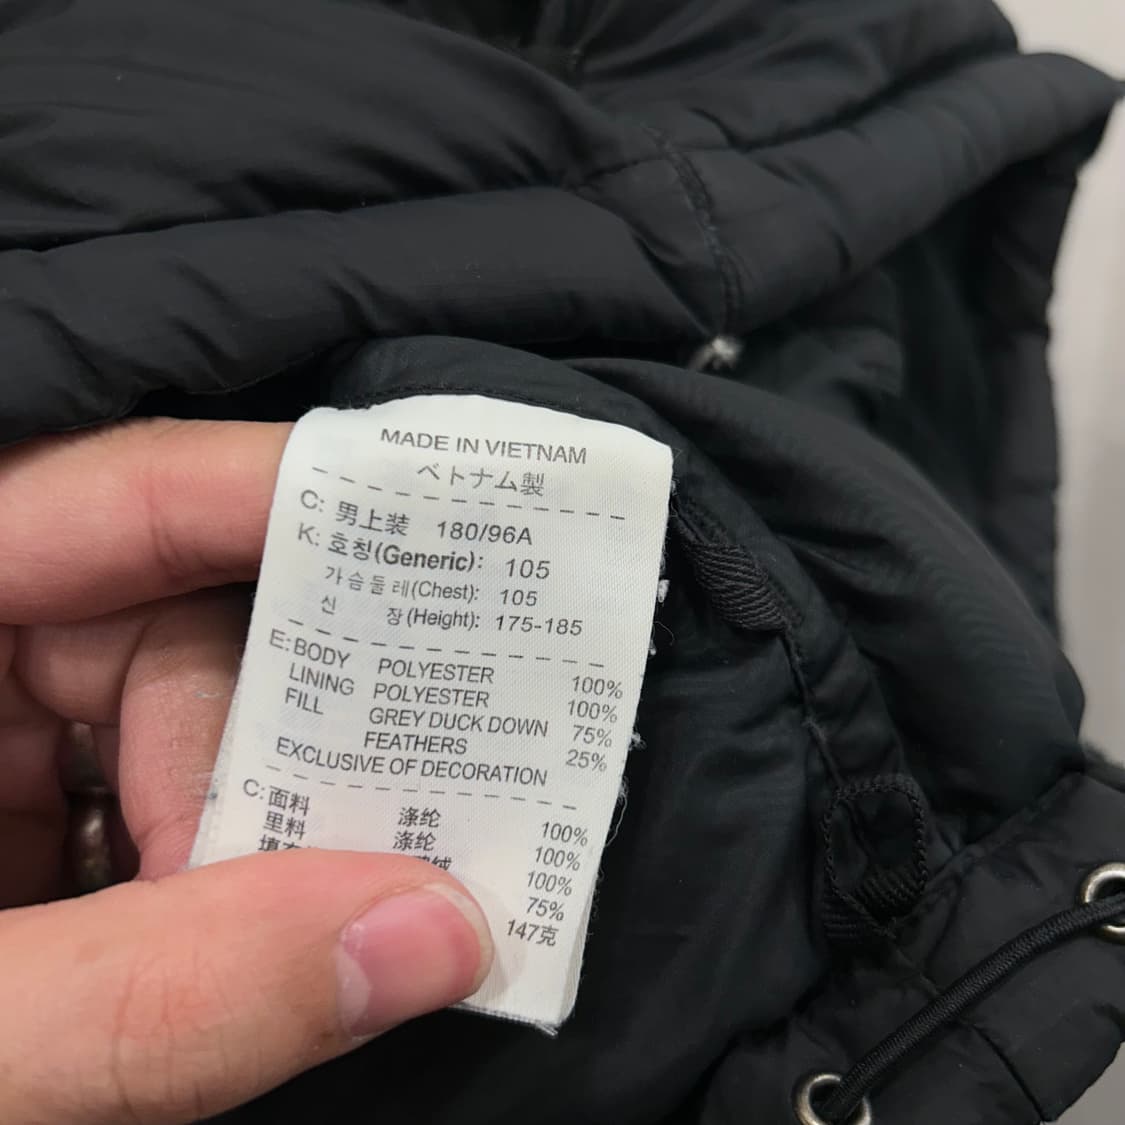 MADE IN VIETNAM
ベトナム製
C: 男上装 180/96A
K: 호칭(Generic): 105
가슴둘레(Chest): 105
신 장(Height): 175-185
E: BODY POLYESTER 100%
LINING POLYESTER 100%
FILL GREY DUCK DOWN 75%
FEATHERS 25%
EXCLUSIVE OF DECORATION
C: 面料 涤纶 100%
里料 涤纶 100%
100%
75%
147克